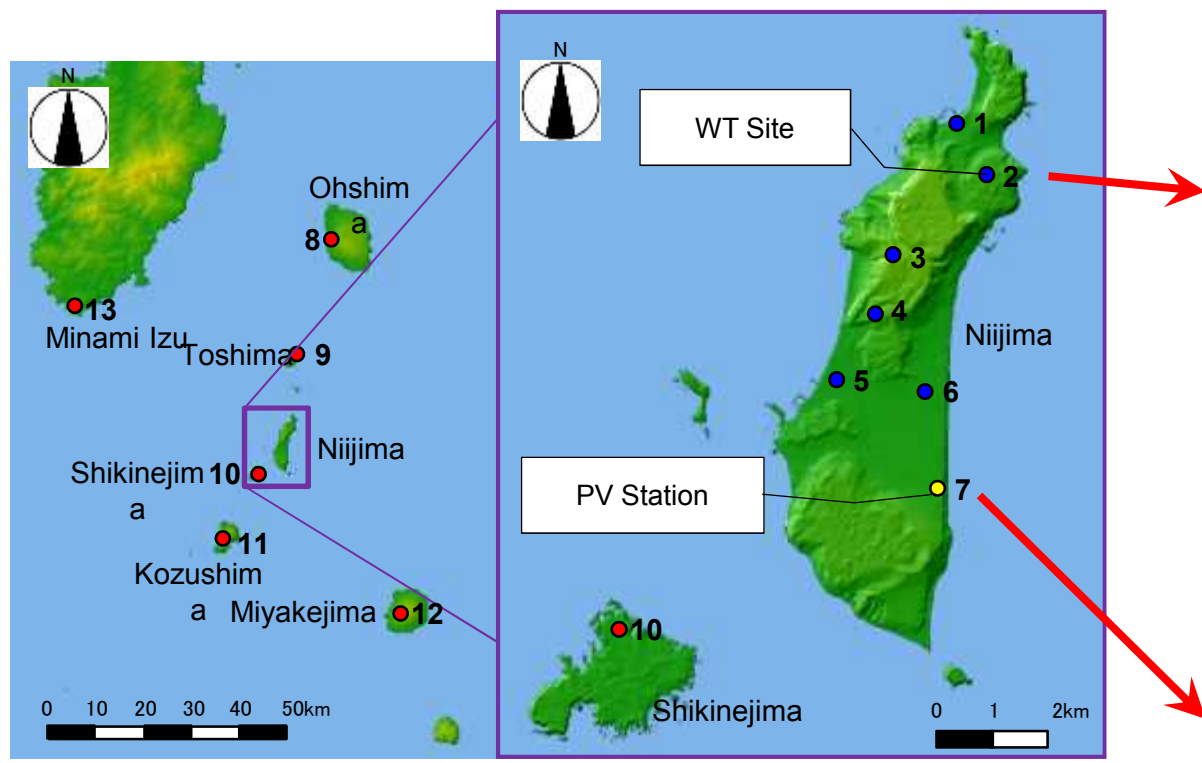 N
Ohshim
a
8
13
Minami Izu
Toshima
9
Niijima
Shikinejim
a
10
11
Kozushim
a
Miyakejima
12
0 10 20 30 40 50km
N
WT Site
1
2
3
4
Niijima
5
6
PV Station
7
10
Shikinejima
0 1 2km